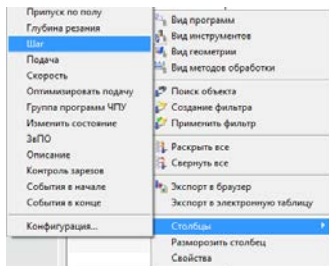 Припуск по полу
Глубина резания
Шаг
Подача
Скорость
Оптимизировать подачу
Группа программ ЧПУ
Изменить состояние
ЗвПО
Описание
Контроль зарезов
События в начале
События в конце
Конфигурация...
Вид программ
Вид инструментов
Вид геометрии
Вид методов обработки
Поиск объекта
Создание фильтра
Применить фильтр
Раскрыть все
Свернуть все
Экспорт в браузер
Экспорт в электронную таблицу
Столбцы
Разморозить столбец
Свойства